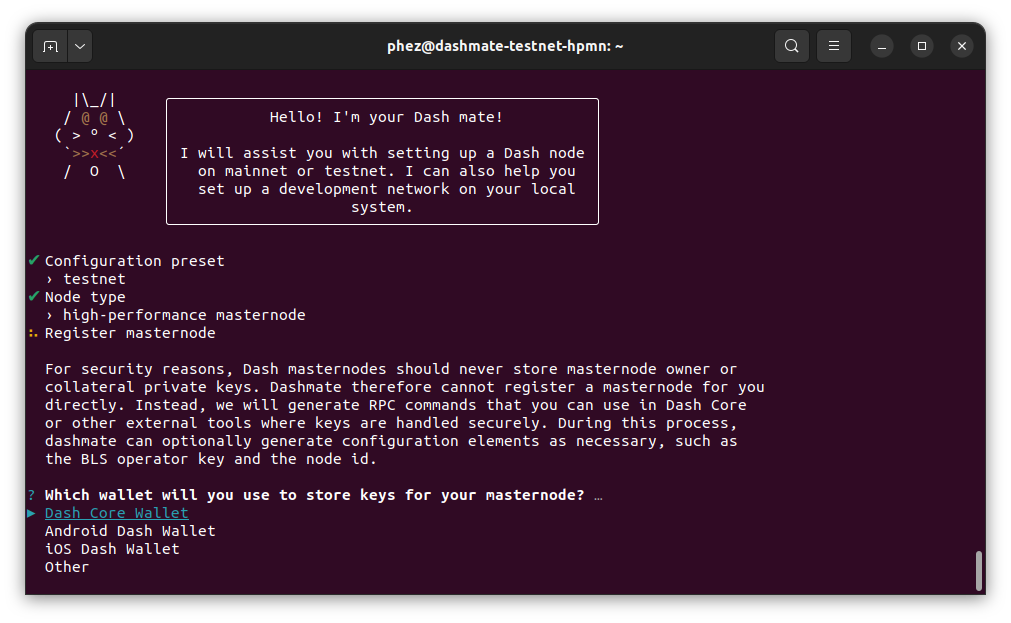 phez@dashmate-testnet-hpmn: ~
|\_/|
/ @ @ \
( > º < )
`>>x<<´
/  O  \
Hello! I'm your Dash mate!
I will assist you with setting up a Dash node
on mainnet or testnet. I can also help you
set up a development network on your local
system.
✔ Configuration preset
› testnet
✔ Node type
› high-performance masternode
Register masternode
For security reasons, Dash masternodes should never store masternode owner or
collateral private keys. Dashmate therefore cannot register a masternode for you
directly. Instead, we will generate RPC commands that you can use in Dash Core
or other external tools where keys are handled securely. During this process,
dashmate can optionally generate configuration elements as necessary, such as
the BLS operator key and the node id.
? Which wallet will you use to store keys for your masternode? …
▸ Dash Core Wallet
Android Dash Wallet
iOS Dash Wallet
Other